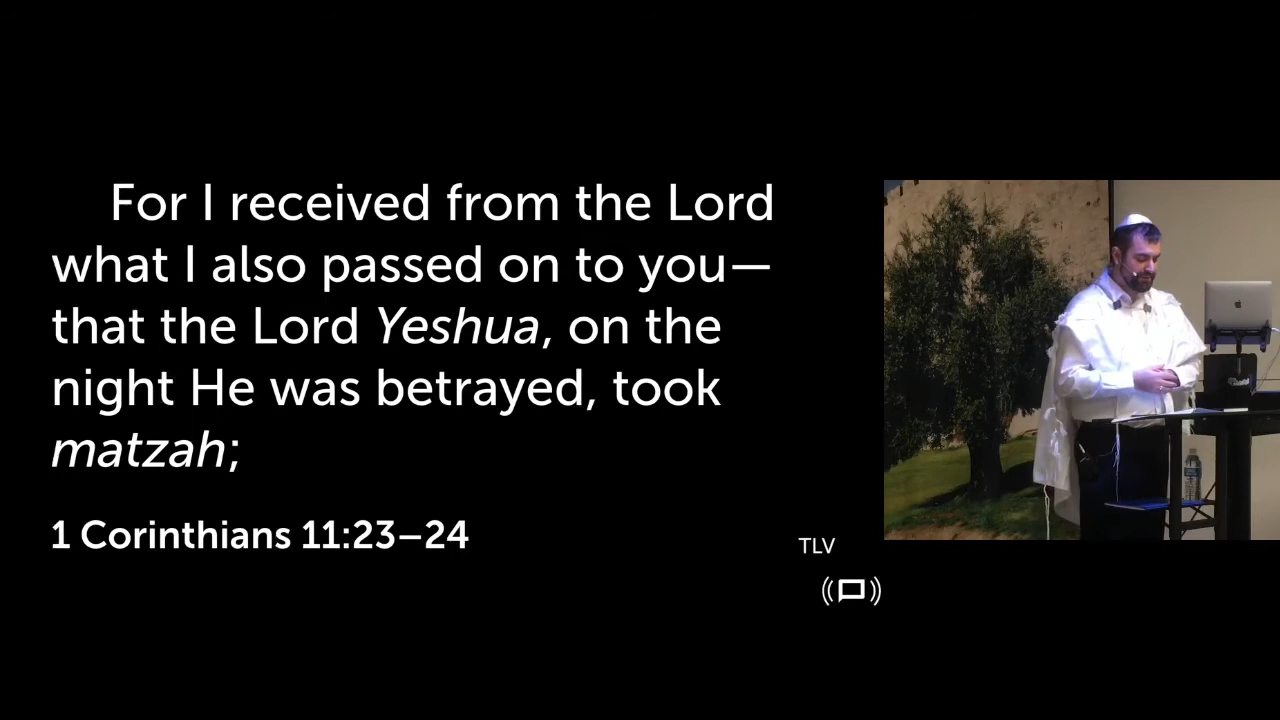 For I received from the Lord
what I also passed on to you—
that the Lord Yeshua, on the
night He was betrayed, took
matzah;
1 Corinthians 11:23–24
TLV